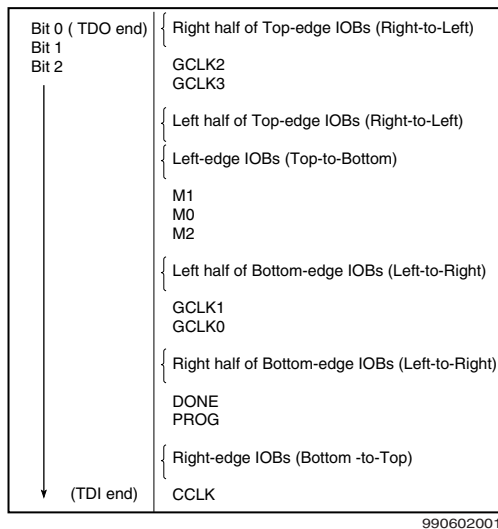 Bit 0 ( TDO end)
Bit 1
Bit 2
Right half of Top-edge IOBs (Right-to-Left)
GCLK2
GCLK3
Left half of Top-edge IOBs (Right-to-Left)
Left-edge IOBs (Top-to-Bottom)
M1
M0
M2
Left half of Bottom-edge IOBs (Left-to-Right)
GCLK1
GCLK0
Right half of Bottom-edge IOBs (Left-to-Right)
DONE
PROG
Right-edge IOBs (Bottom -to-Top)
(TDI end)
CCLK
990602001